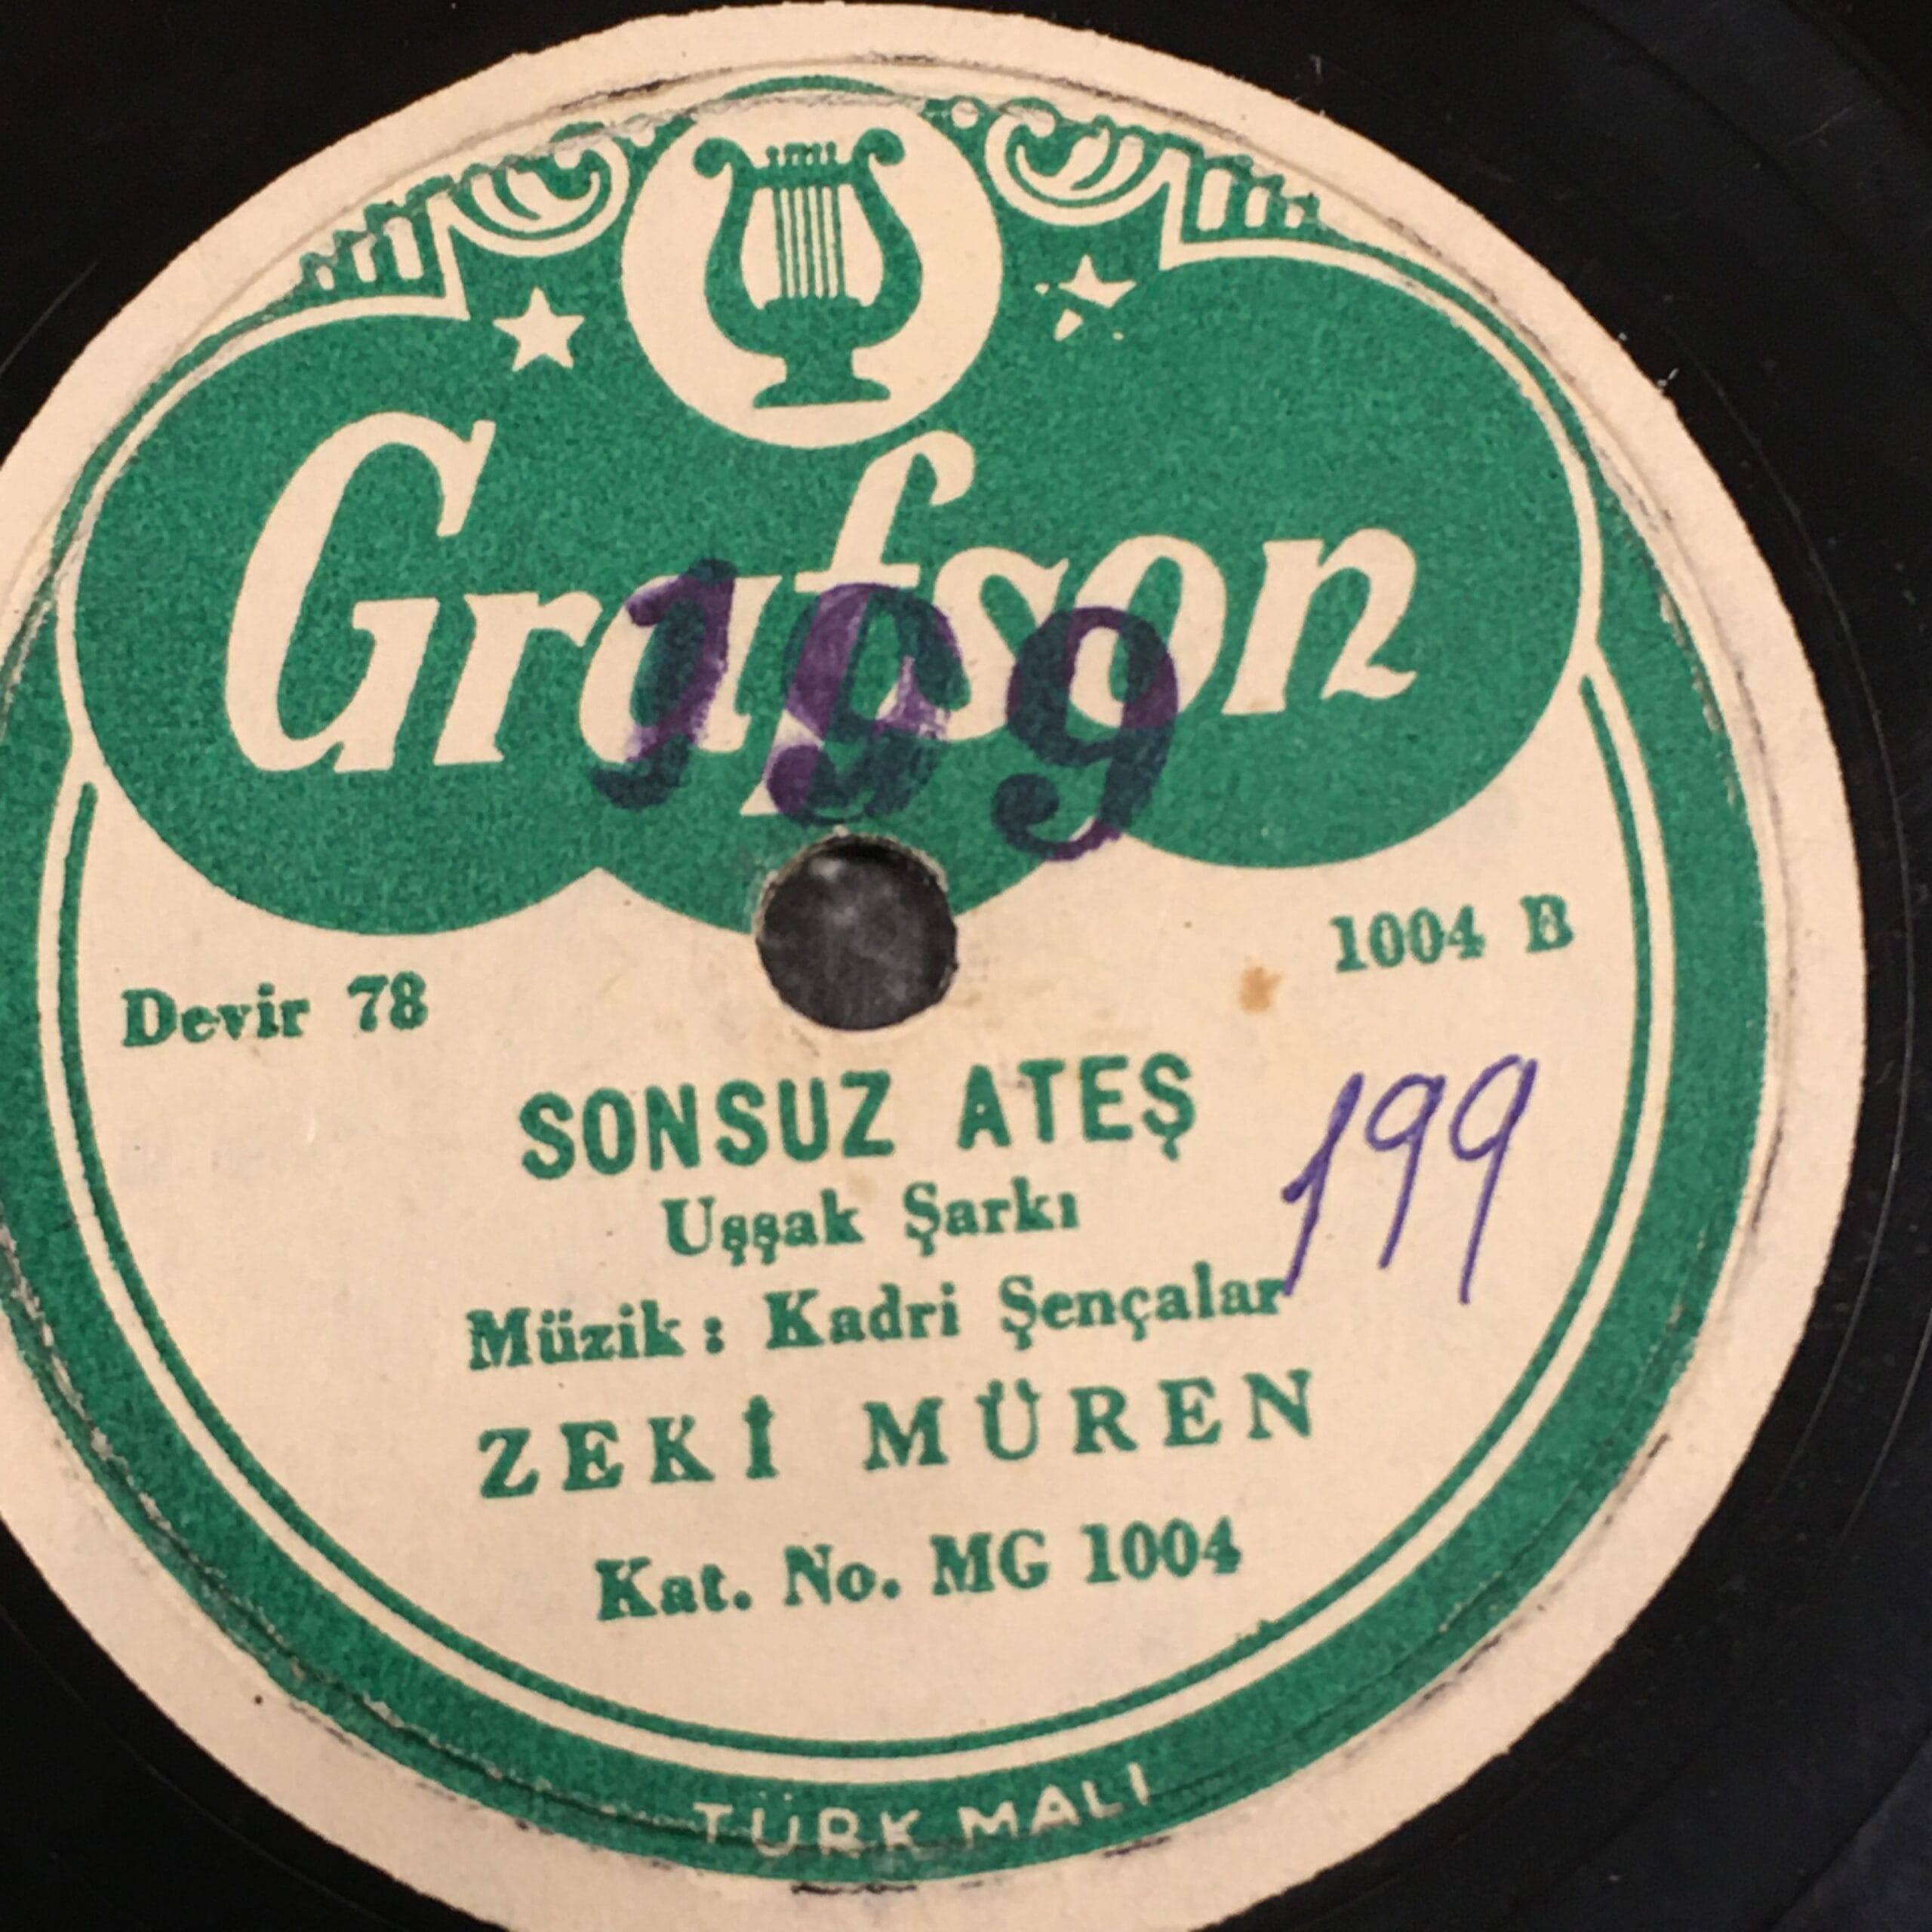 Grafson
199
1004 B
Devir 78
SONSUZ ATEŞ
199
Uşşak Şarkı
Müzik: Kadri Şençalar
ZEKİ MÜREN
Kat. No. MG 1004
TÜRK MALI